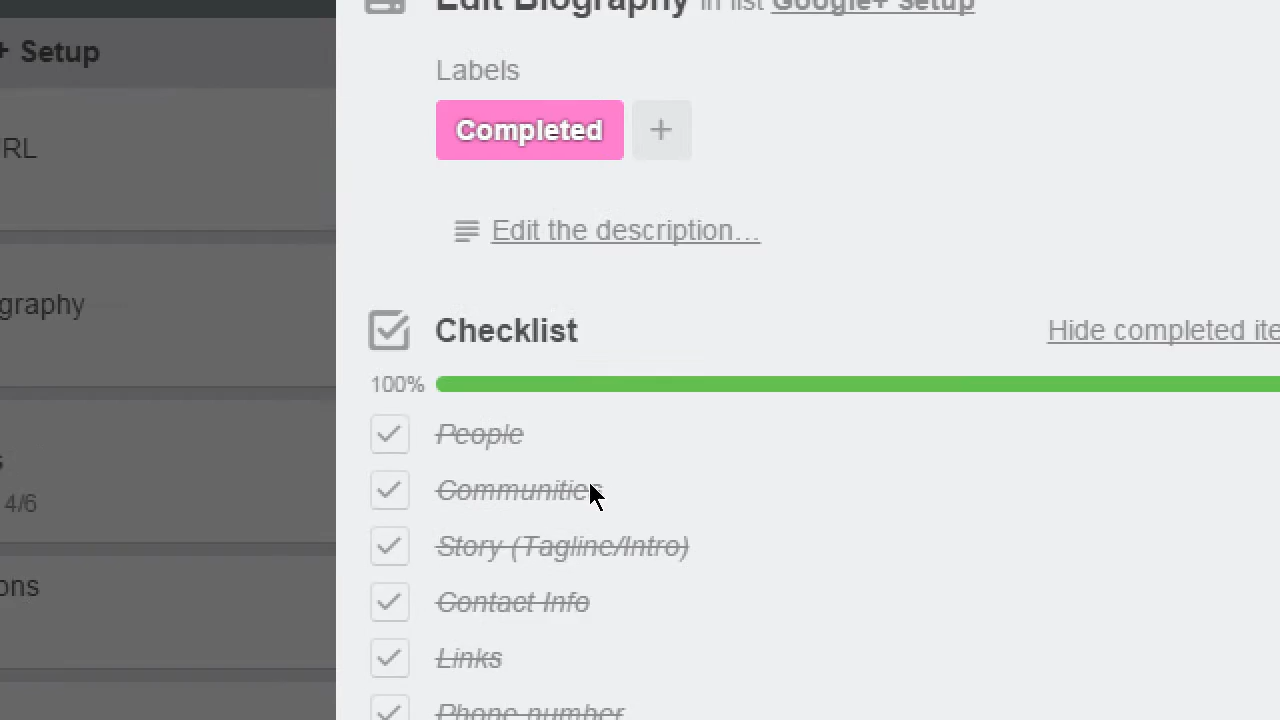 Edit Biography in list Google+ Setup
+ Setup
Labels
Completed +
RL
Edit the description...
graphy
Checklist
Hide completed ite
100%
People
Communities
s
4/6
Story (Tagline/Intro)
ons
Contact Info
Links
Phone number